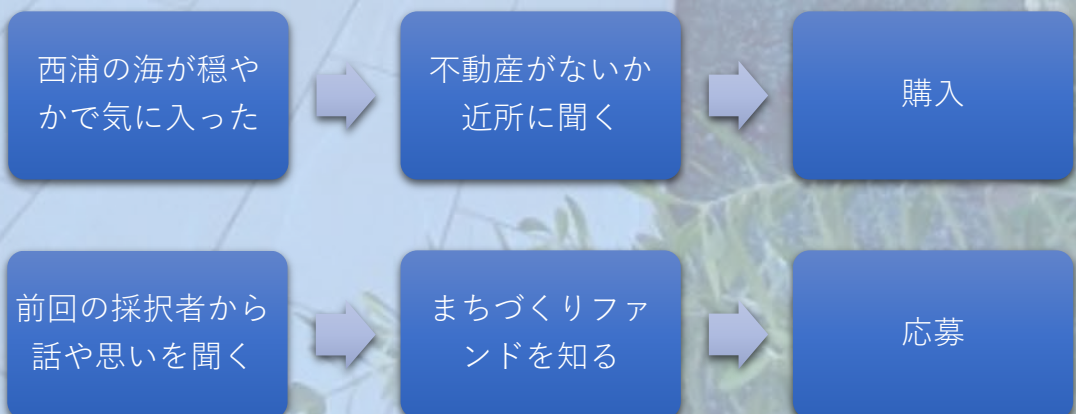 西浦の海が穏や
かで気に入った
不動産がないか
近所に聞く
購入
前回の採択者から
話や思いを聞く
まちづくりファ
ンドを知る
応募